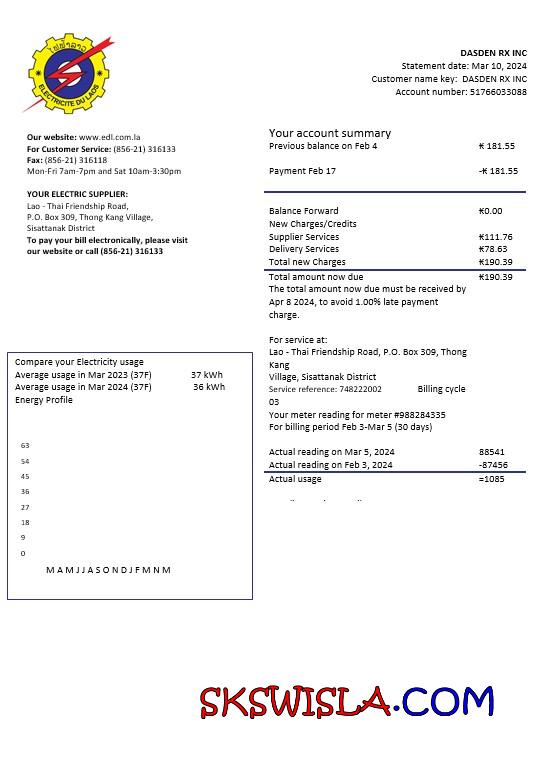 ໄຟຟ້າລາວ
ELECTRICITE DU LAOS
DASDEN RX INC
Statement date: Mar 10, 2024
Customer name key: DASDEN RX INC
Account number: 51766033088
Our website: www.edl.com.la
For Customer Service: (856-21) 316133
Fax: (856-21) 316118
Mon-Fri 7am-7pm and Sat 10am-3:30pm
YOUR ELECTRIC SUPPLIER:
Lao - Thai Friendship Road,
P.O. Box 309, Thong Kang Village,
Sisattanak District
To pay your bill electronically, please visit
our website or call (856-21) 316133
Your account summary
Previous balance on Feb 4 ₭ 181.55
Payment Feb 17 -₭ 181.55
Balance Forward ₭0.00
New Charges/Credits
Supplier Services ₭111.76
Delivery Services ₭78.63
Total new Charges ₭190.39
Total amount now due ₭190.39
The total amount now due must be received by
Apr 8 2024, to avoid 1.00% late payment
charge.
For service at:
Lao - Thai Friendship Road, P.O. Box 309, Thong
Kang
Village, Sisattanak District
Service reference: 748222002 Billing cycle
03
Your meter reading for meter #988284335
For billing period Feb 3-Mar 5 (30 days)
Actual reading on Mar 5, 2024 88541
Actual reading on Feb 3, 2024 -87456
Actual usage =1085
Compare your Electricity usage
Average usage in Mar 2023 (37F) 37 kWh
Average usage in Mar 2024 (37F) 36 kWh
Energy Profile
63
54
45
36
27
18
9
0
M A M J J A S O N D J F M N M
SKSWISLA.COM